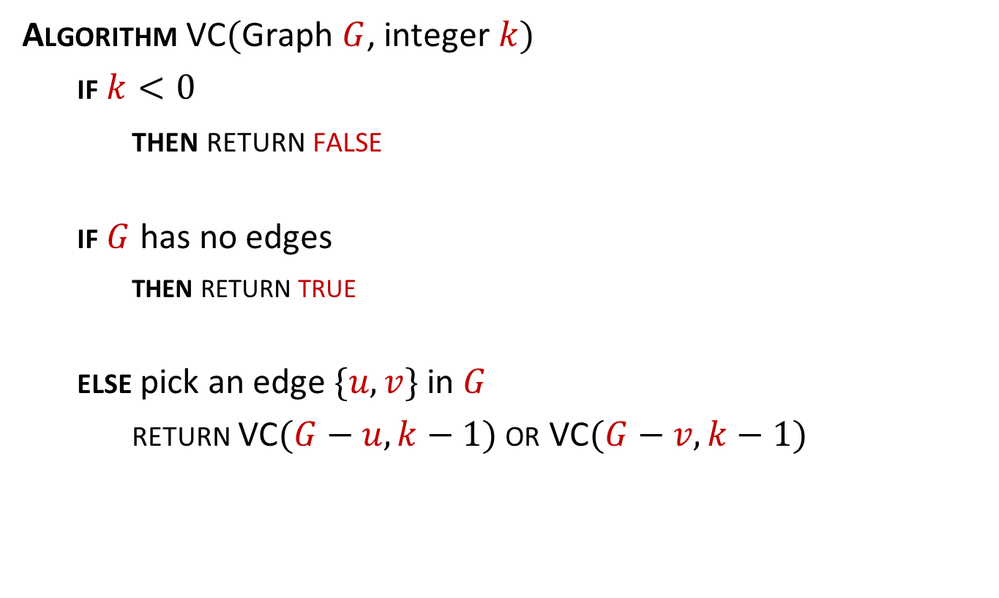 ALGORITHM VC(Graph G, integer k)
IF k < 0
THEN RETURN FALSE
IF G has no edges
THEN RETURN TRUE
ELSE pick an edge {u, v} in G
RETURN VC(G − u, k − 1) OR VC(G − v, k − 1)